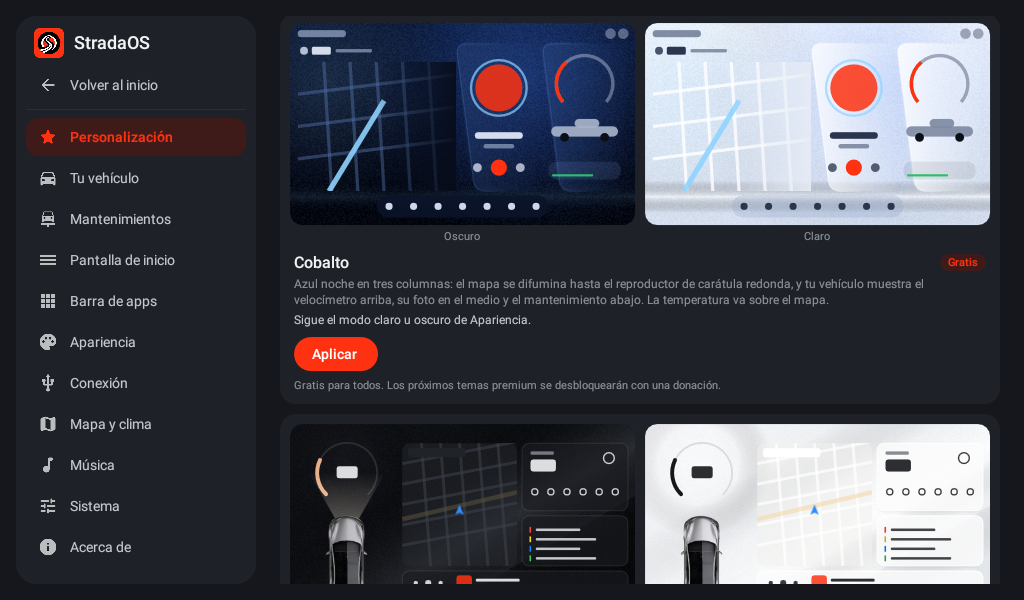 StradaOS
Volver al inicio
Personalización
Tu vehículo
Mantenimientos
Pantalla de inicio
Barra de apps
Apariencia
Conexión
Mapa y clima
Música
Sistema
Acerca de
Oscuro
Claro
Cobalto
Gratis
Azul noche en tres columnas: el mapa se difumina hasta el reproductor de carátula redonda, y tu vehículo muestra el
velocímetro arriba, su foto en el medio y el mantenimiento abajo. La temperatura va sobre el mapa.
Sigue el modo claro u oscuro de Apariencia.
Aplicar
Gratis para todos. Los próximos temas premium se desbloquearán con una donación.